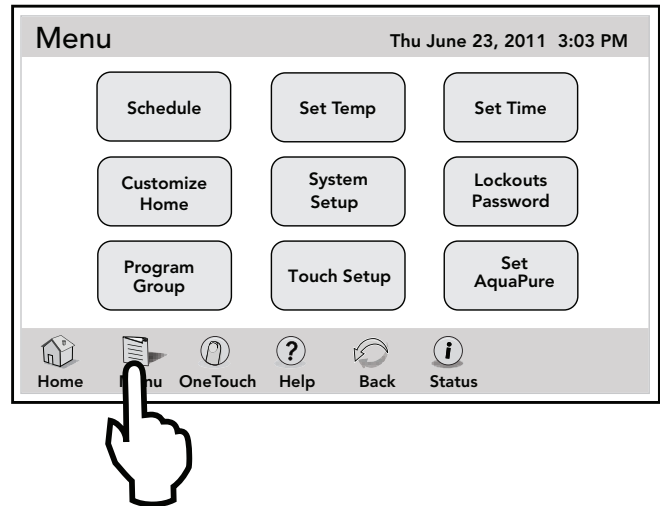 Menu Thu June 23, 2011 3:03 PM
Schedule Set Temp Set Time
Customize Home System Setup Lockouts Password
Program Group Touch Setup Set AquaPure
? i
Home Menu OneTouch Help Back Status